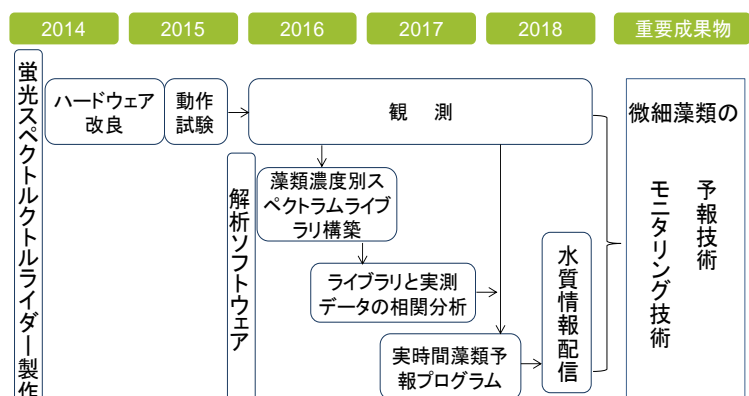 2014
2015
2016
2017
2018
重要成果物
蛍光スペクトルクトルライダー製作
ハードウェア
改良
動作
試験
観 測
解析ソフトウェア
藻類濃度別ス
ペクトラムライブ
ラリ構築
ライブラリと実測
データの相関分析
実時間藻類予
報プログラム
水質情報配信
微細藻類の
予報技術
モニタリング技術